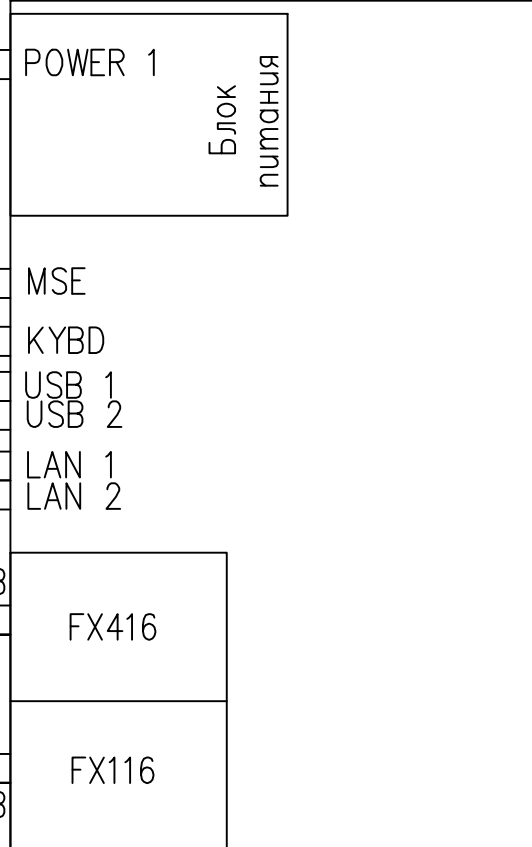 POWER 1
Блок
питания
MSE
KYBD
USB 1
USB 2
LAN 1
LAN 2
FX416
FX116